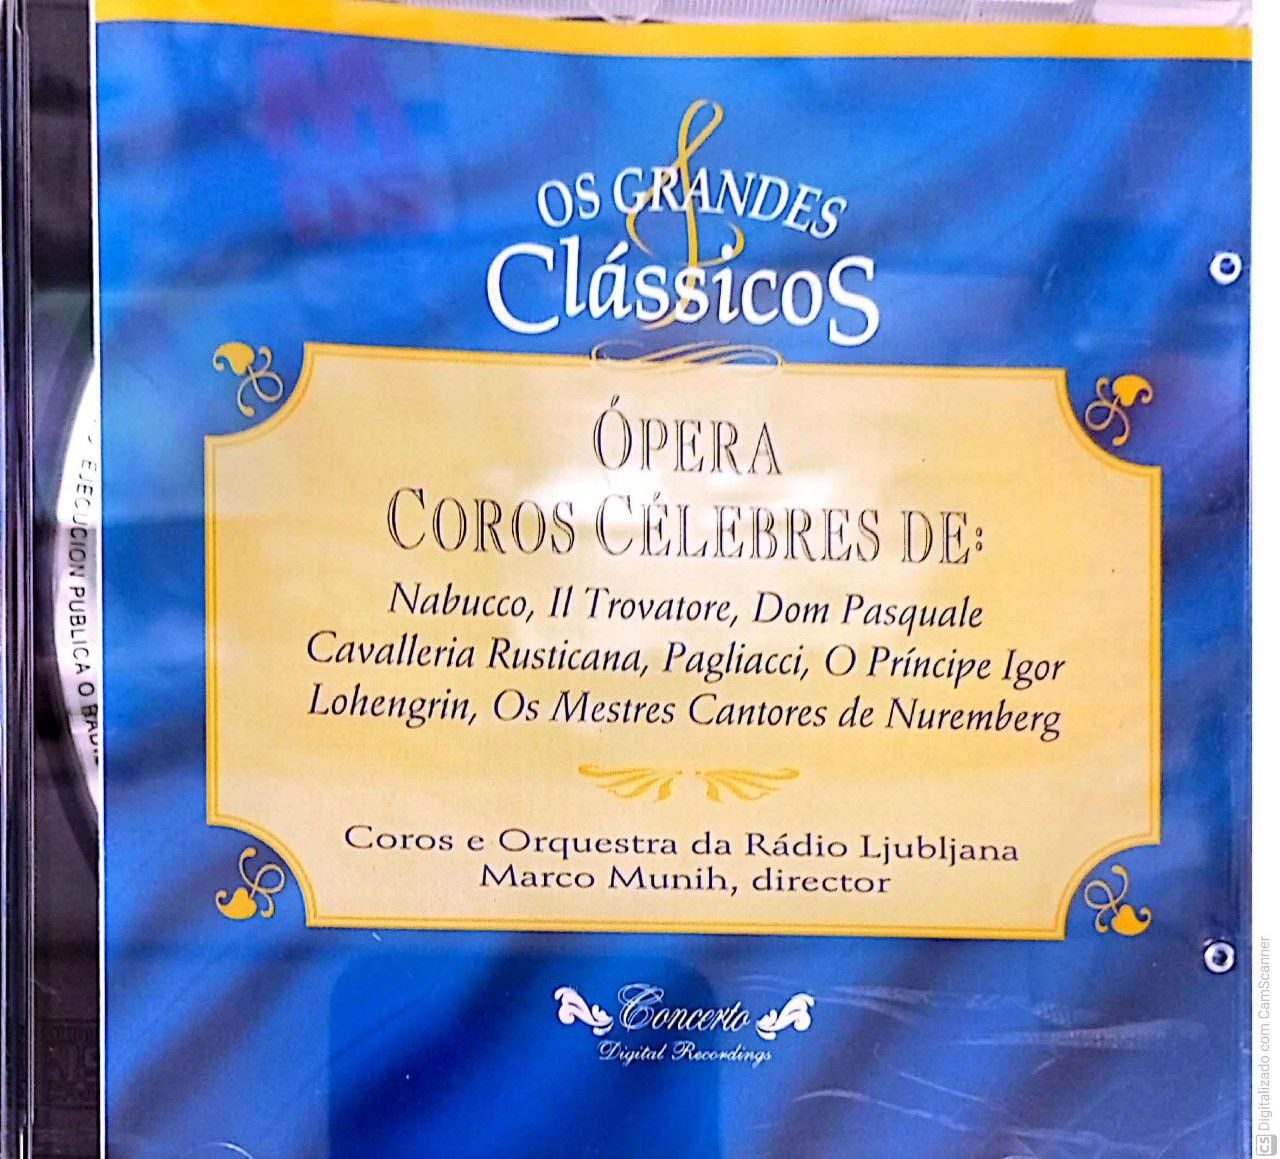 OS GRANDES
ClássicoS
ÓPERA
COROS CÉLEBRES DE:
Nabucco, Il Trovatore, Dom Pasquale
Cavalleria Rusticana, Pagliacci, O Príncipe Igor
Lohengrin, Os Mestres Cantores de Nuremberg
Coros e Orquestra da Rádio Ljubljana
Marco Munih, director
Concerto
Digital Recordings
EJECUCION PUBLICA O
CS Digitalizado com CamScanner